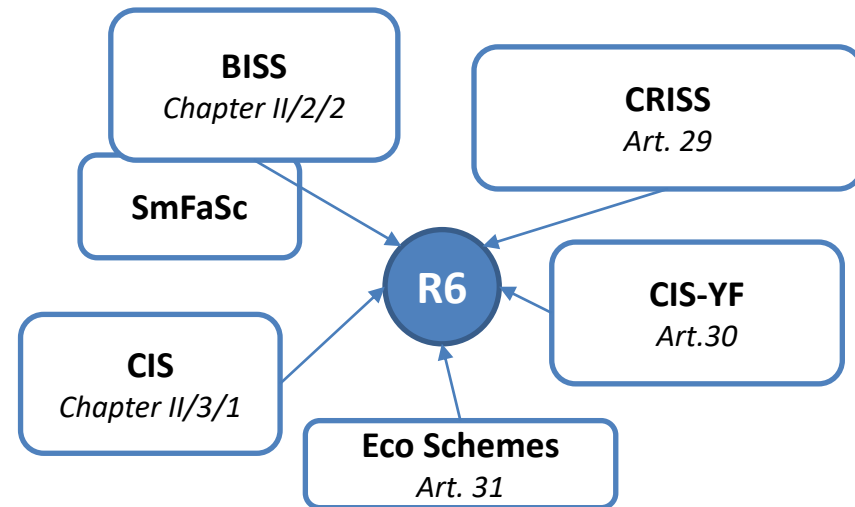 BISS
Chapter II/2/2
CRISS
Art. 29
SmFaSc
R6
CIS-YF
Art.30
CIS
Chapter II/3/1
Eco Schemes
Art. 31